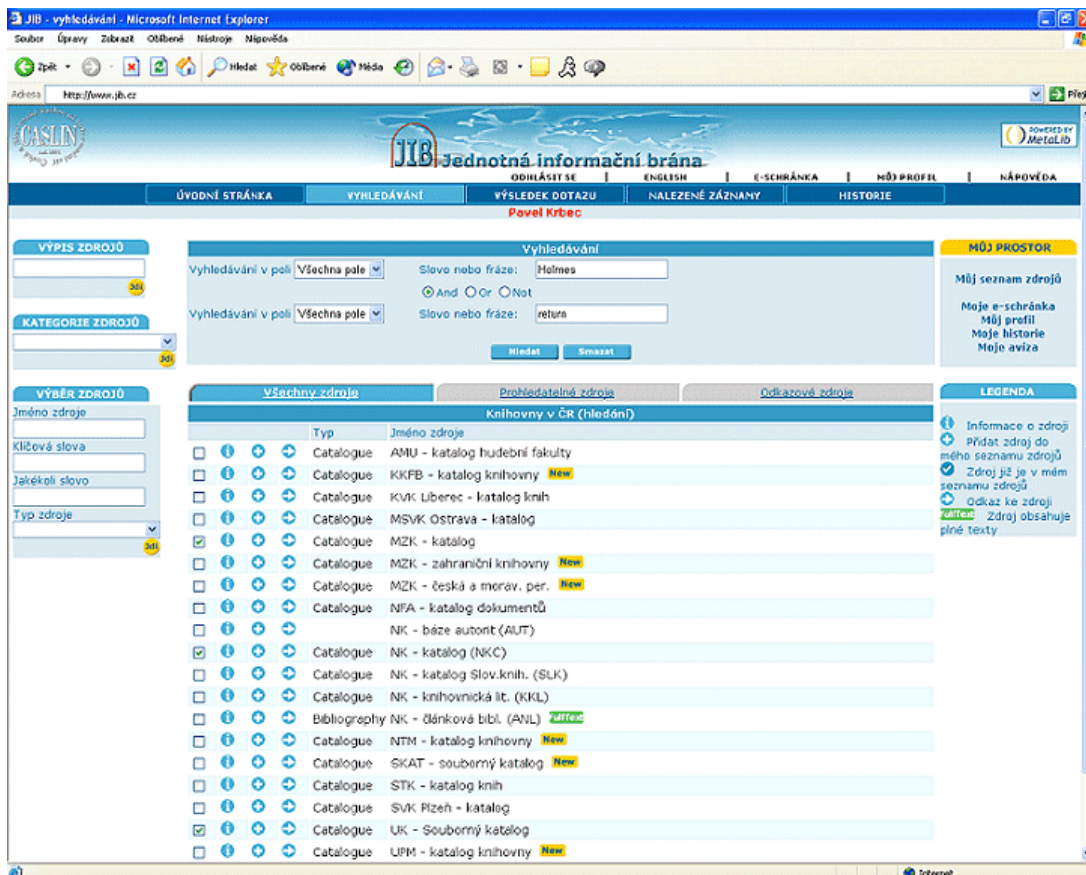 JIB - vyhledávání - Microsoft Internet Explorer
Soubor Úpravy Zobrazit Oblíbené Nástroje Nápověda
Zpět Hledat Oblíbené Média
Adresa http://www.jib.cz
CASLIN
JIB Jednotná informační brána
POWERED BY MetaLib
ODHLÁSIT SE | ENGLISH | E-SCHRÁNKA | MŮJ PROFIL | NÁPOVĚDA
ÚVODNÍ STRÁNKA VYHLEDÁVÁNÍ VÝSLEDEK DOTAZU NALEZENÉ ZÁZNAMY HISTORIE
Pavel Krbec
VÝPIS ZDROJŮ
Jdi
KATEGORIE ZDROJŮ
Jdi
VÝBĚR ZDROJŮ
Jméno zdroje
Klíčová slova
Jakékoli slovo
Typ zdroje
Jdi
Vyhledávání
Vyhledávání v poli Všechna pole Slovo nebo fráze: Holmes
And Or Not
Vyhledávání v poli Všechna pole Slovo nebo fráze: return
Hledat Smazat
Všechny zdroje Prohledatelné zdroje Odkazové zdroje
Knihovny v ČR (hledání)
Typ Jméno zdroje
Catalogue AMU - katalog hudební fakulty
Catalogue KKFB - katalog knihovny New
Catalogue KVK Liberec - katalog knih
Catalogue MSVK Ostrava - katalog
Catalogue MZK - katalog
Catalogue MZK - zahraniční knihovny New
Catalogue MZK - česká a morav. per. New
Catalogue NFA - katalog dokumentů
NK - báze autorit (AUT)
Catalogue NK - katalog (NKC)
Catalogue NK - katalog Slov.knih. (SLK)
Catalogue NK - knihovnická lit. (KKL)
Bibliography NK - článková bibl. (ANL) FullText
Catalogue NTM - katalog knihovny New
Catalogue SKAT - souborný katalog New
Catalogue STK - katalog knih
Catalogue SVK Plzeň - katalog
Catalogue UK - Souborný katalog
Catalogue UPM - katalog knihovny New
MŮJ PROSTOR
Můj seznam zdrojů
Moje e-schránka
Můj profil
Moje historie
Moje avíza
LEGENDA
Informace o zdroji
Přidat zdroj do
mého seznamu zdrojů
Zdroj již je v mém
seznamu zdrojů
Odkaz ke zdroji
FullText Zdroj obsahuje
plné texty
Internet